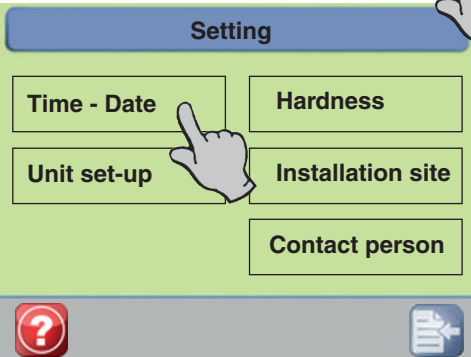 Setting
Time - Date
Hardness
Unit set-up
Installation site
Contact person
?